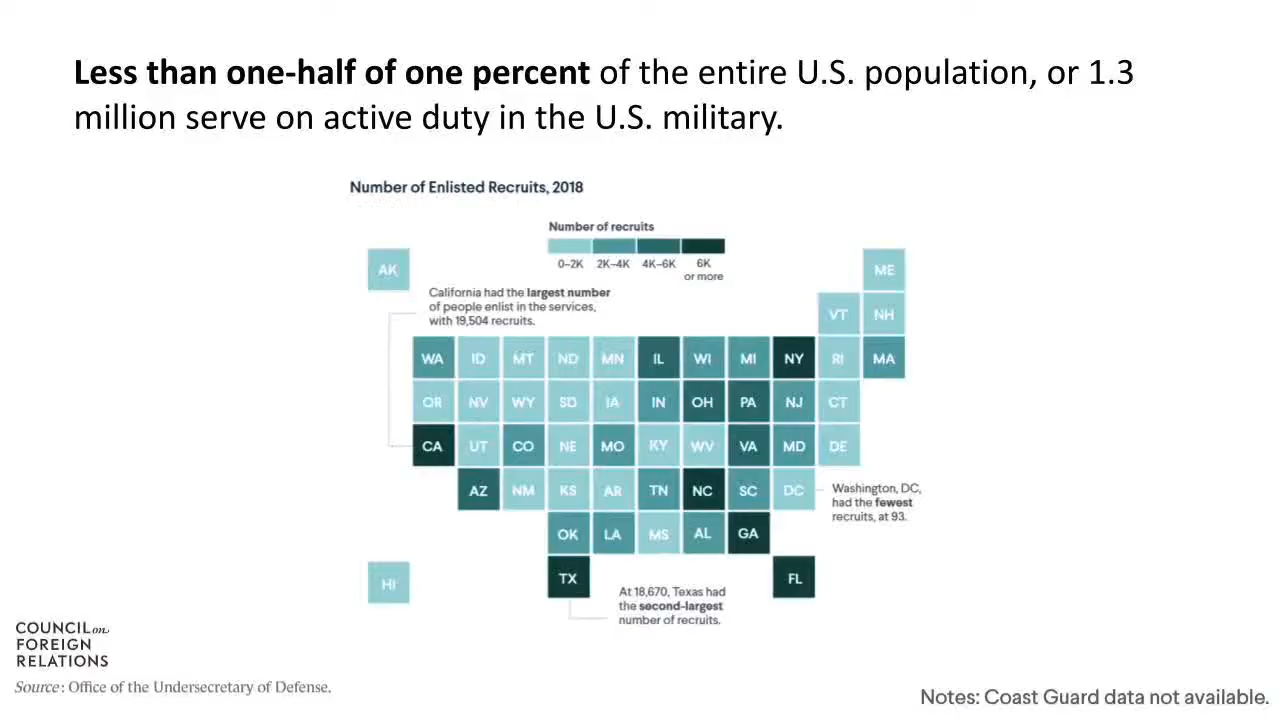 Less than one-half of one percent of the entire U.S. population, or 1.3
million serve on active duty in the U.S. military.
Number of Enlisted Recruits, 2018
Number of recruits
0–2K 2K–4K 4K–6K 6K
or more
AK ME
California had the largest number
of people enlist in the services,
with 19,504 recruits.
VT NH
WA ID MT ND MN IL WI MI NY RI MA
OR NV WY SD IA IN OH PA NJ CT
CA UT CO NE MO KY WV VA MD DE
AZ NM KS AR TN NC SC DC
Washington, DC,
had the fewest
recruits, at 93.
OK LA MS AL GA
HI TX FL
At 18,670, Texas had
the second-largest
number of recruits.
COUNCIL on
FOREIGN
RELATIONS
Source: Office of the Undersecretary of Defense.
Notes: Coast Guard data not available.